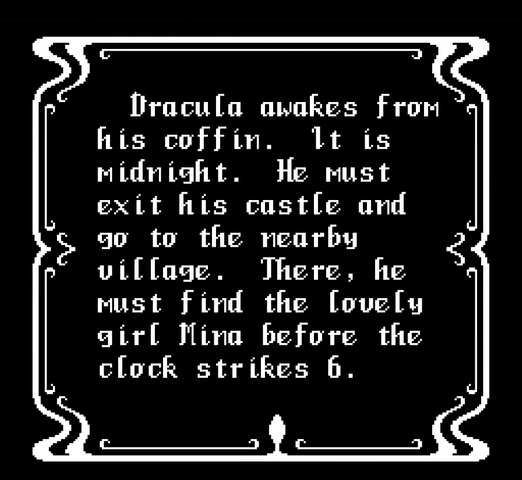 Dracula awakes from
his coffin. It is
midnight. He must
exit his castle and
go to the nearby
village. There, he
must find the lovely
girl Mina before the
clock strikes 6.